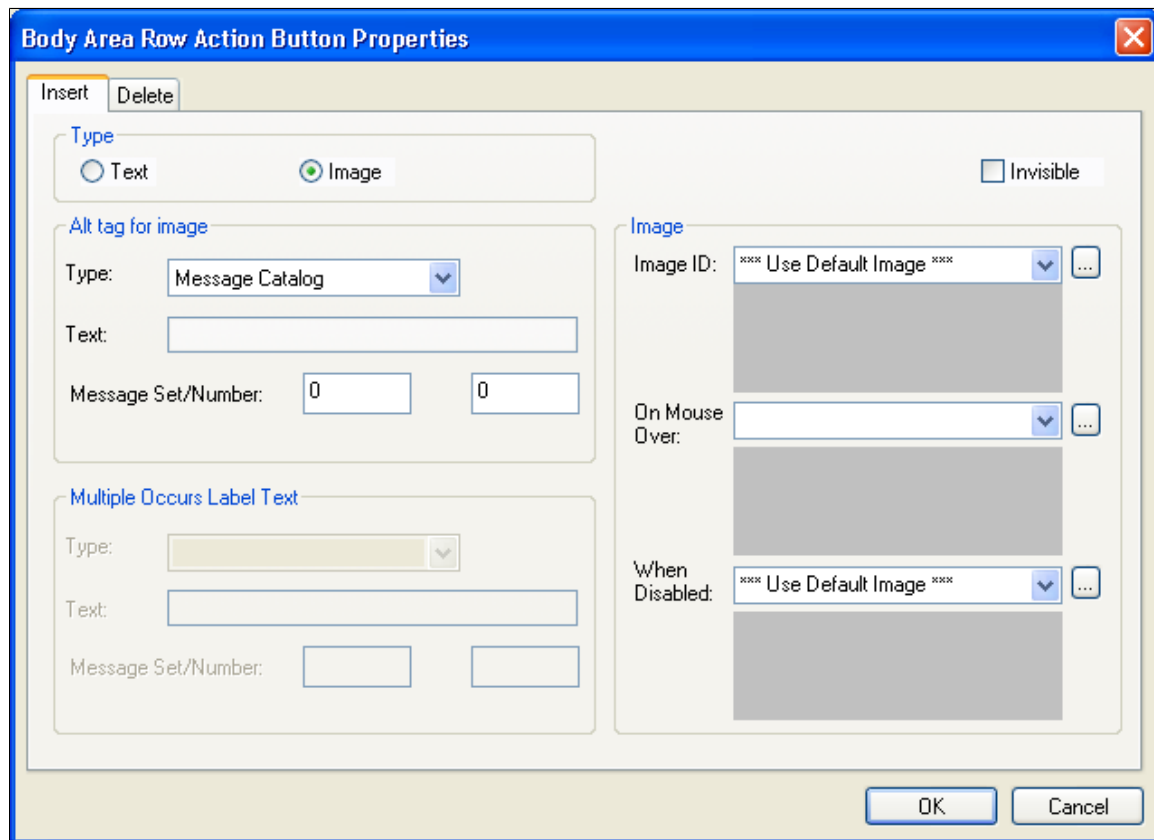 Body Area Row Action Button Properties
Insert
Delete
Type
Text
Image
Invisible
Alt tag for image
Type:
Message Catalog
Text:
Message Set/Number:
0
0
Multiple Occurs Label Text
Type:
Text:
Message Set/Number:
Image
Image ID:
*** Use Default Image ***
...
On Mouse
Over:
...
When
Disabled:
*** Use Default Image ***
...
OK
Cancel